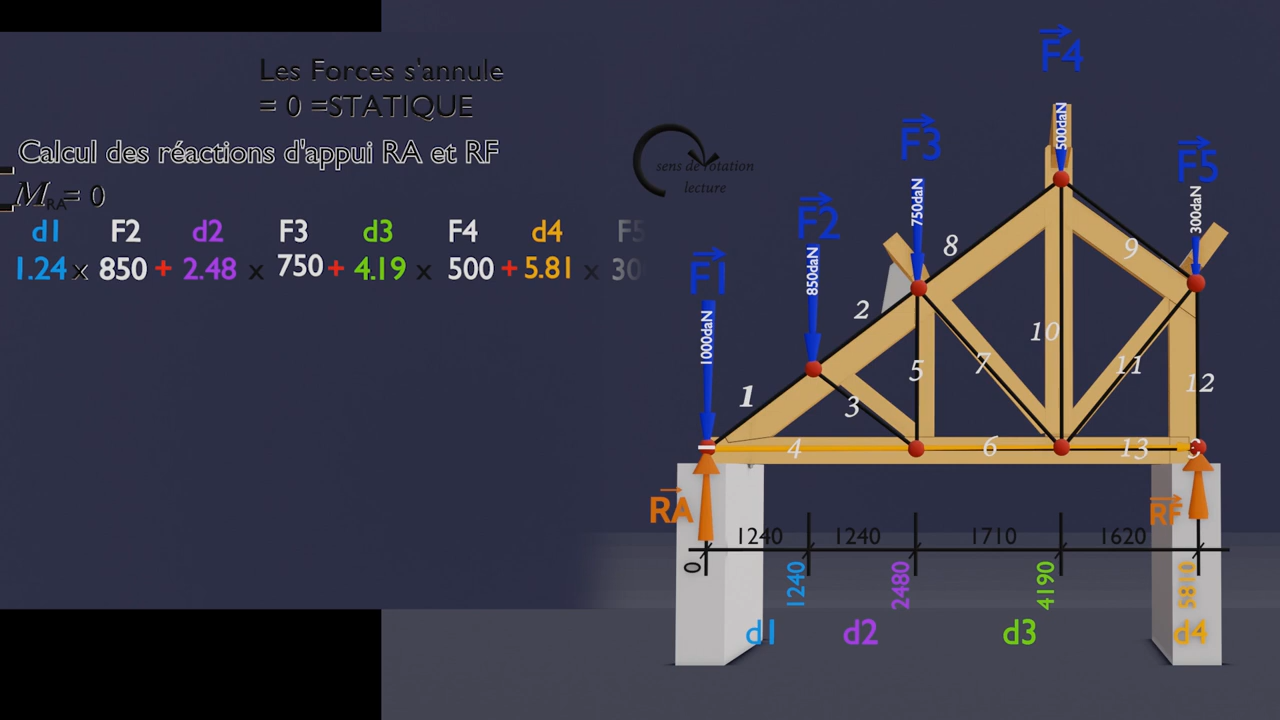 Les Forces s'annule
= 0 =STATIQUE
Calcul des réactions d'appui RA et RF
M RA = 0
d1 F2 d2 F3 d3 F4 d4 F5
1.24 x 850 + 2.48 x 750 + 4.19 x 500 + 5.81 x 30
sens de rotation
lecture
F4
500daN
F3
750daN
F5
300daN
F2
850daN
F1
1000daN
8
9
2
10
1
5
7
11
12
3
4
6
13
RA
RF
1240
1240
1710
1620
0
1240
2480
4190
5810
d1
d2
d3
d4